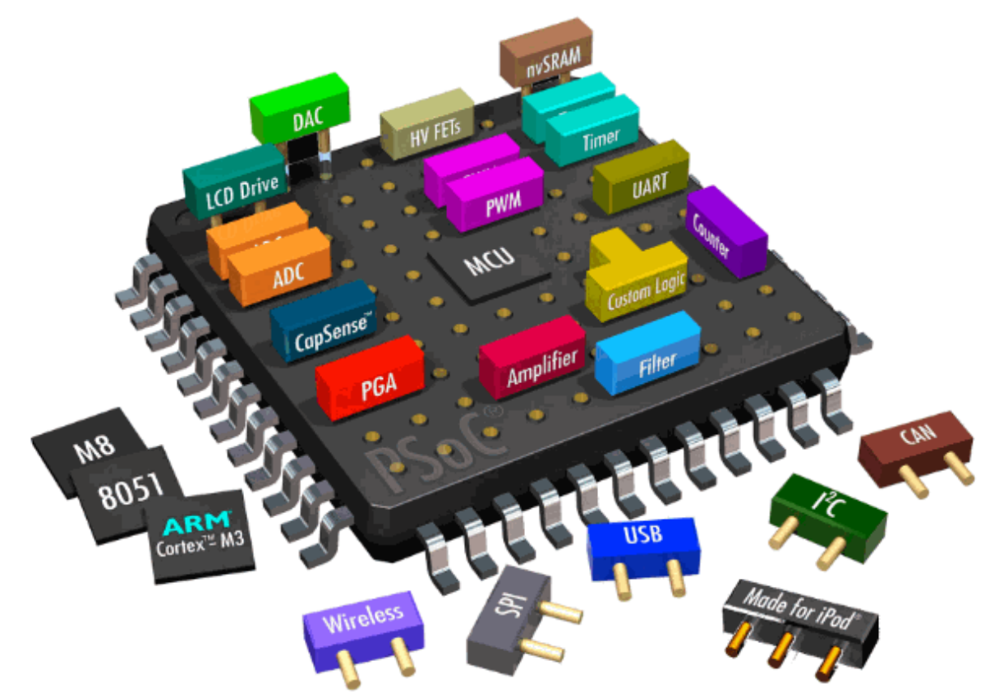 nvSRAM
DAC
HV FETs
Timer
LCD Drive
PWM
UART
ADC
MCU
Counter
Custom Logic
CapSense™
PGA
Amplifier
Filter
PSoC®
M8
8051
ARM
Cortex™-M3
CAN
I²C
USB
SPI
Wireless
Made for iPod®